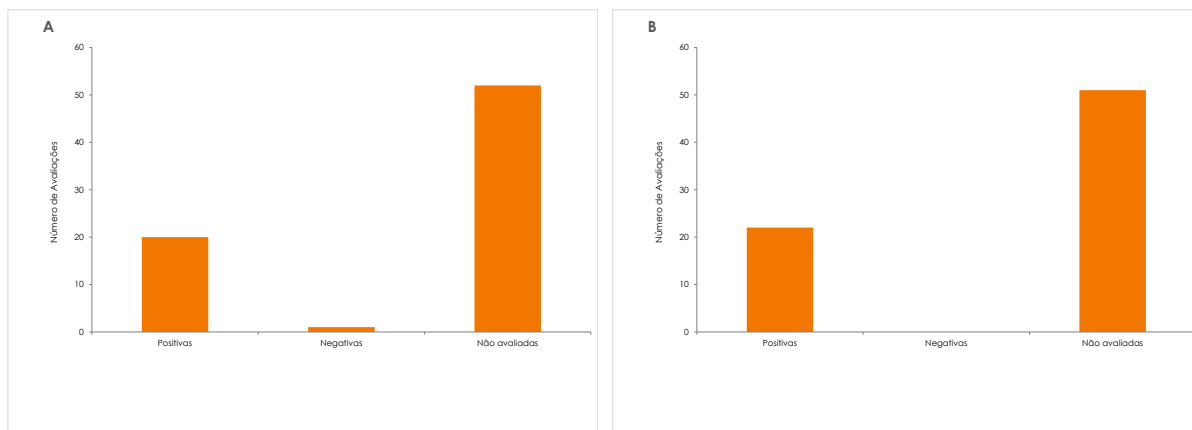 A
Número de Avaliações
60
50
40
30
20
10
0
Positivas
Negativas
Não avaliadas
B
Número de Avaliações
60
50
40
30
20
10
0
Positivas
Negativas
Não avaliadas